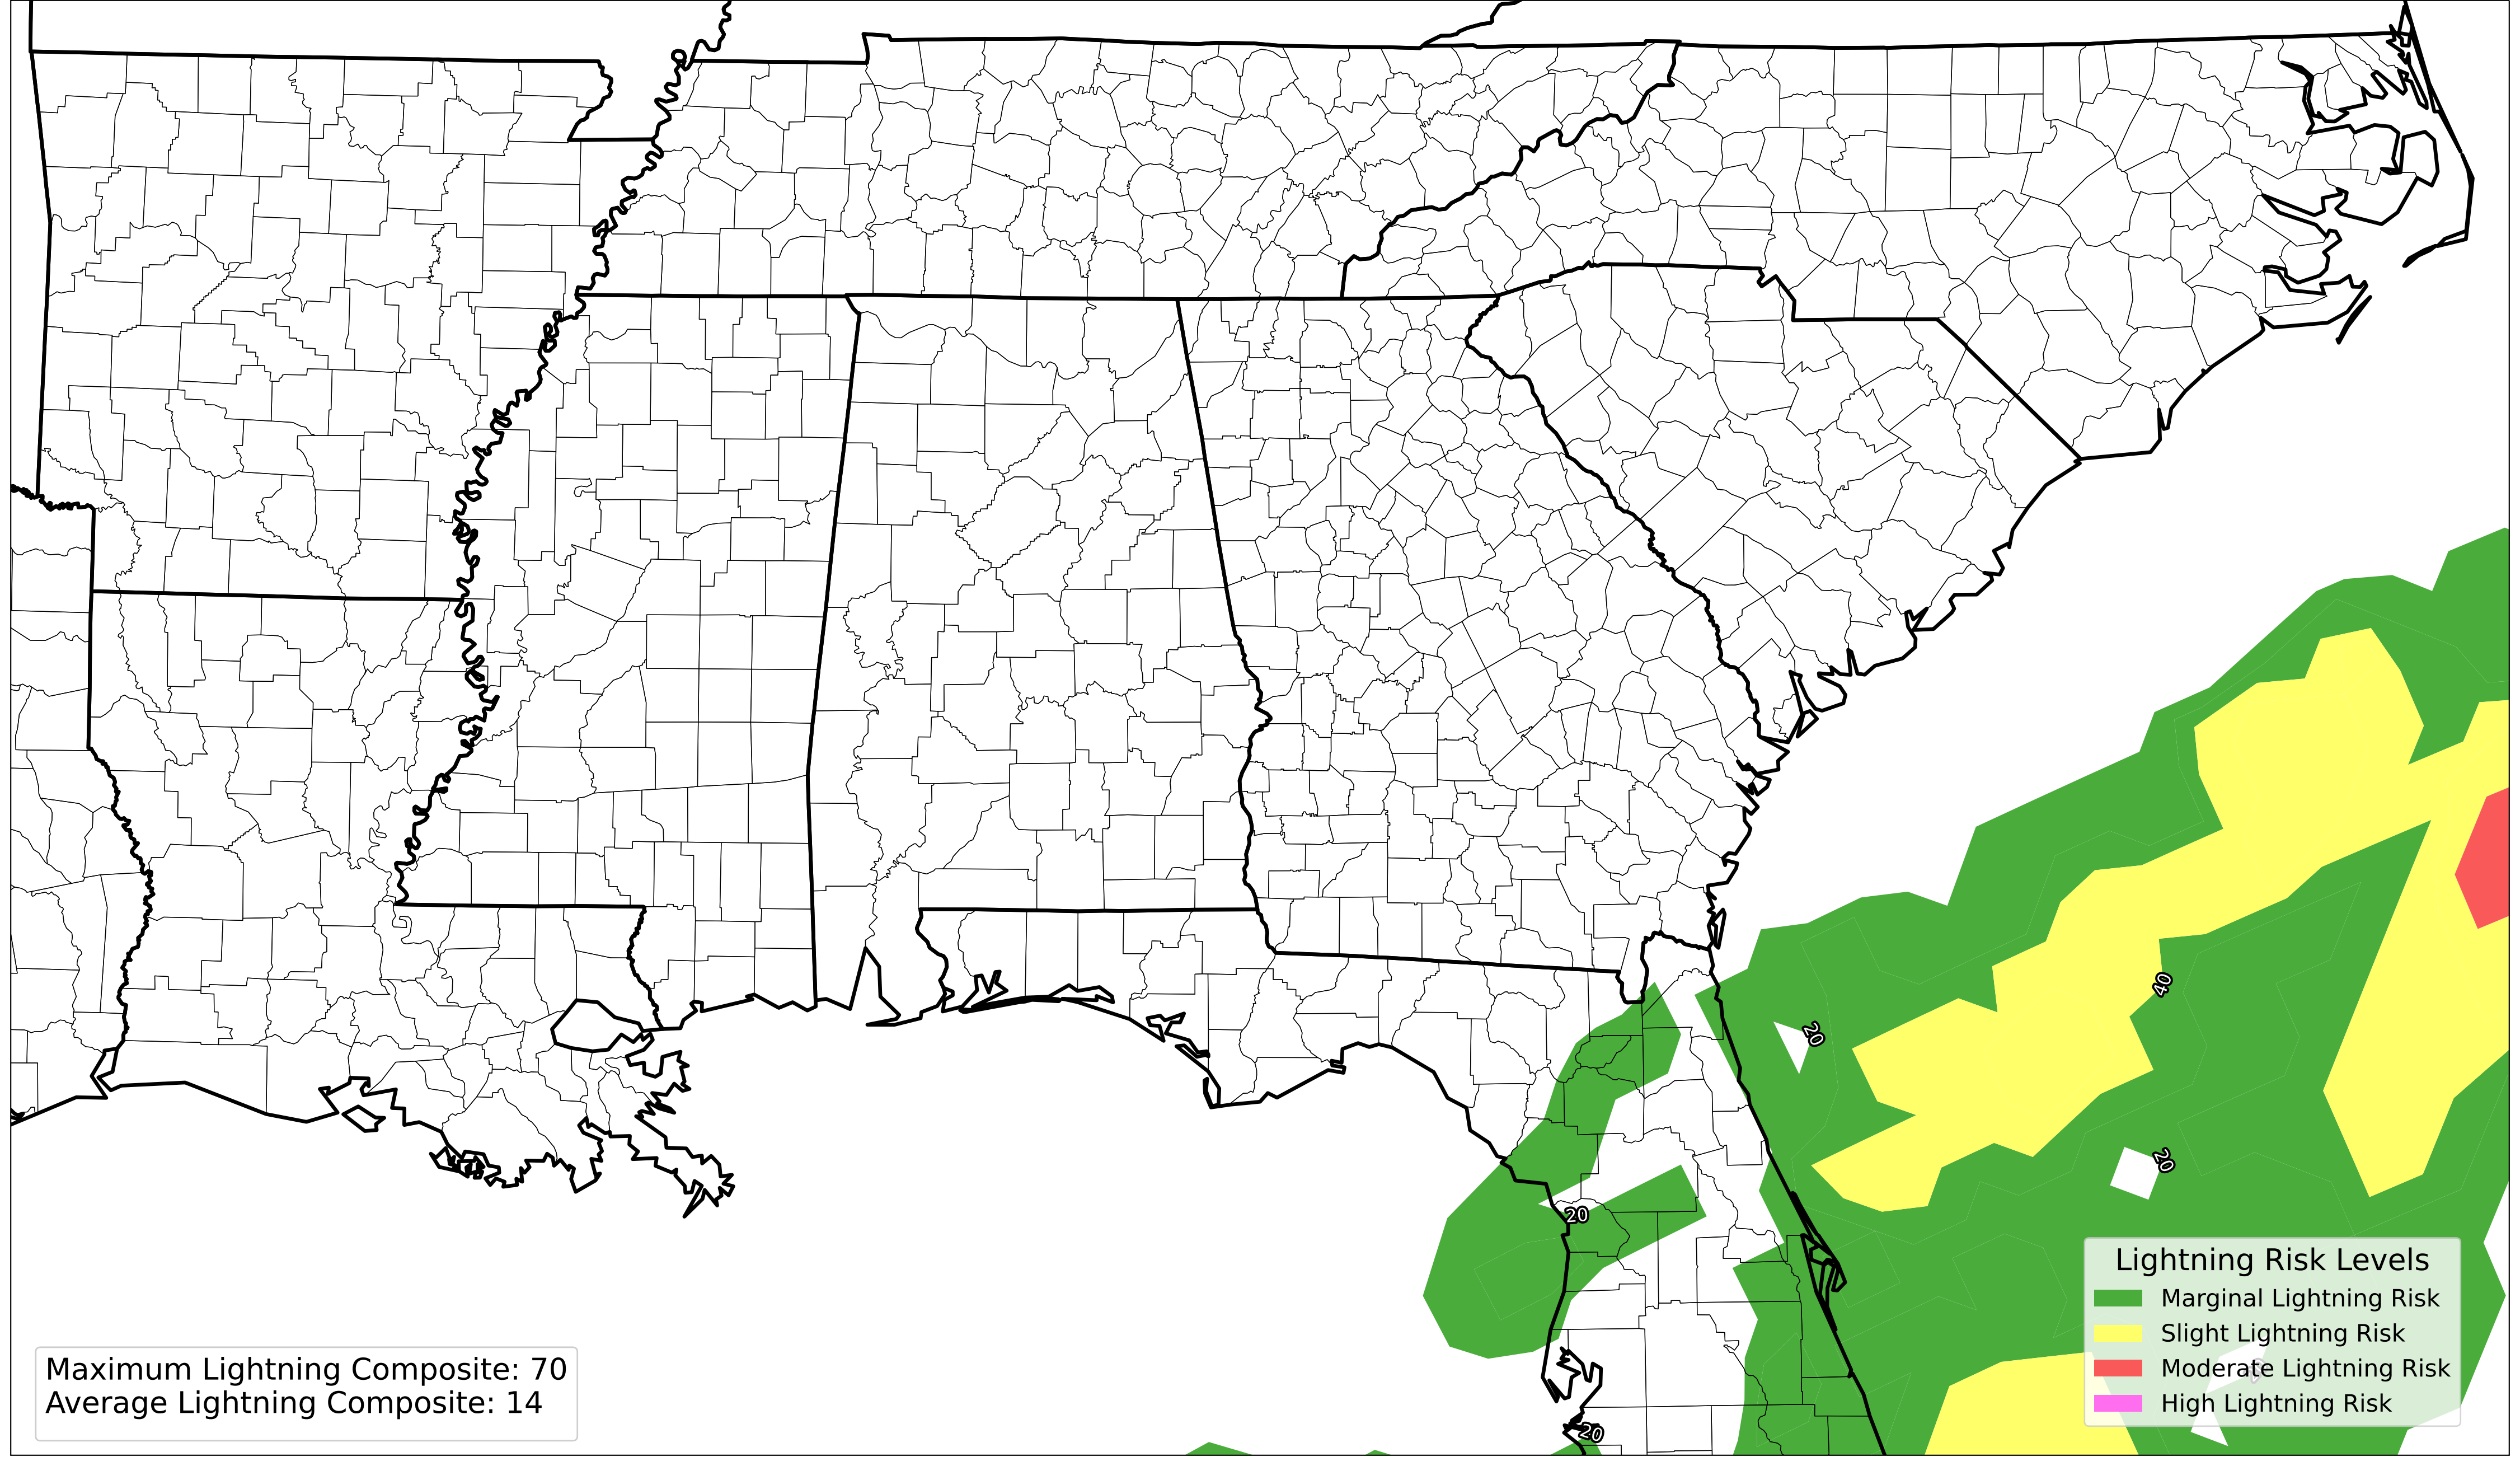 40
20
20
20
20
Lightning Risk Levels
Marginal Lightning Risk
Slight Lightning Risk
Moderate Lightning Risk
High Lightning Risk
Maximum Lightning Composite: 70
Average Lightning Composite: 14